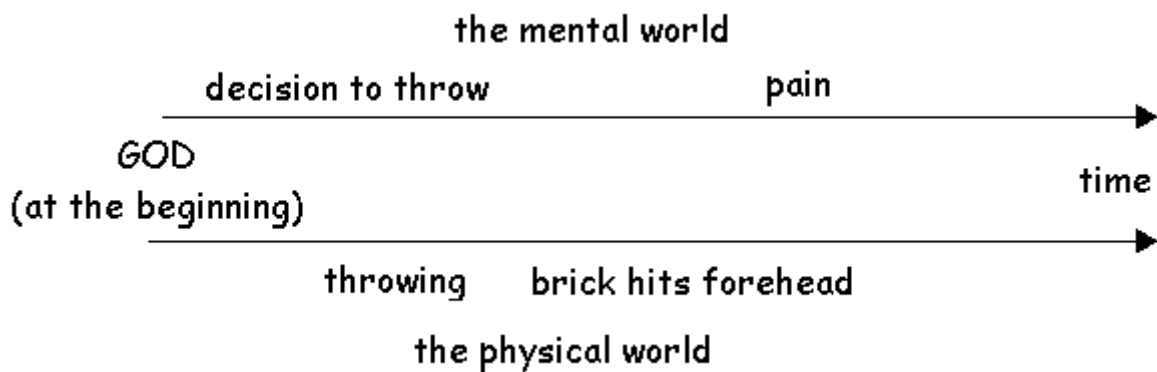 the mental world
decision to throw pain
GOD
(at the beginning)
time
throwing brick hits forehead
the physical world